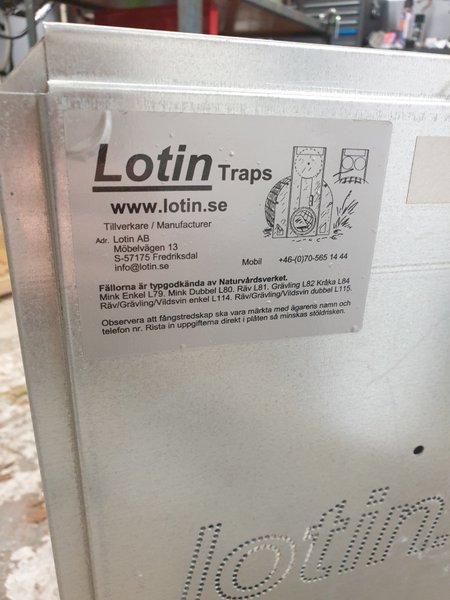 Lotin Traps
www.lotin.se
Tillverkare / Manufacturer
Adr. Lotin AB
Möbelvägen 13
S-57175 Fredriksdal
info@lotin.se
Mobil +46-(0)70-565 14 44
Fällorna är typgodkända av Naturvårdsverket.
Mink Enkel L79. Mink Dubbel L80. Räv L81. Grävling L82 Kråka L84
Räv/Grävling/Vildsvin enkel L114. Räv/Grävling/Vildsvin dubbel L115.
Observera att fångstredskap ska vara märkta med ägarens namn och
telefon nr. Rista in uppgifterna direkt i plåten så minskas stöldrisken.
lotin